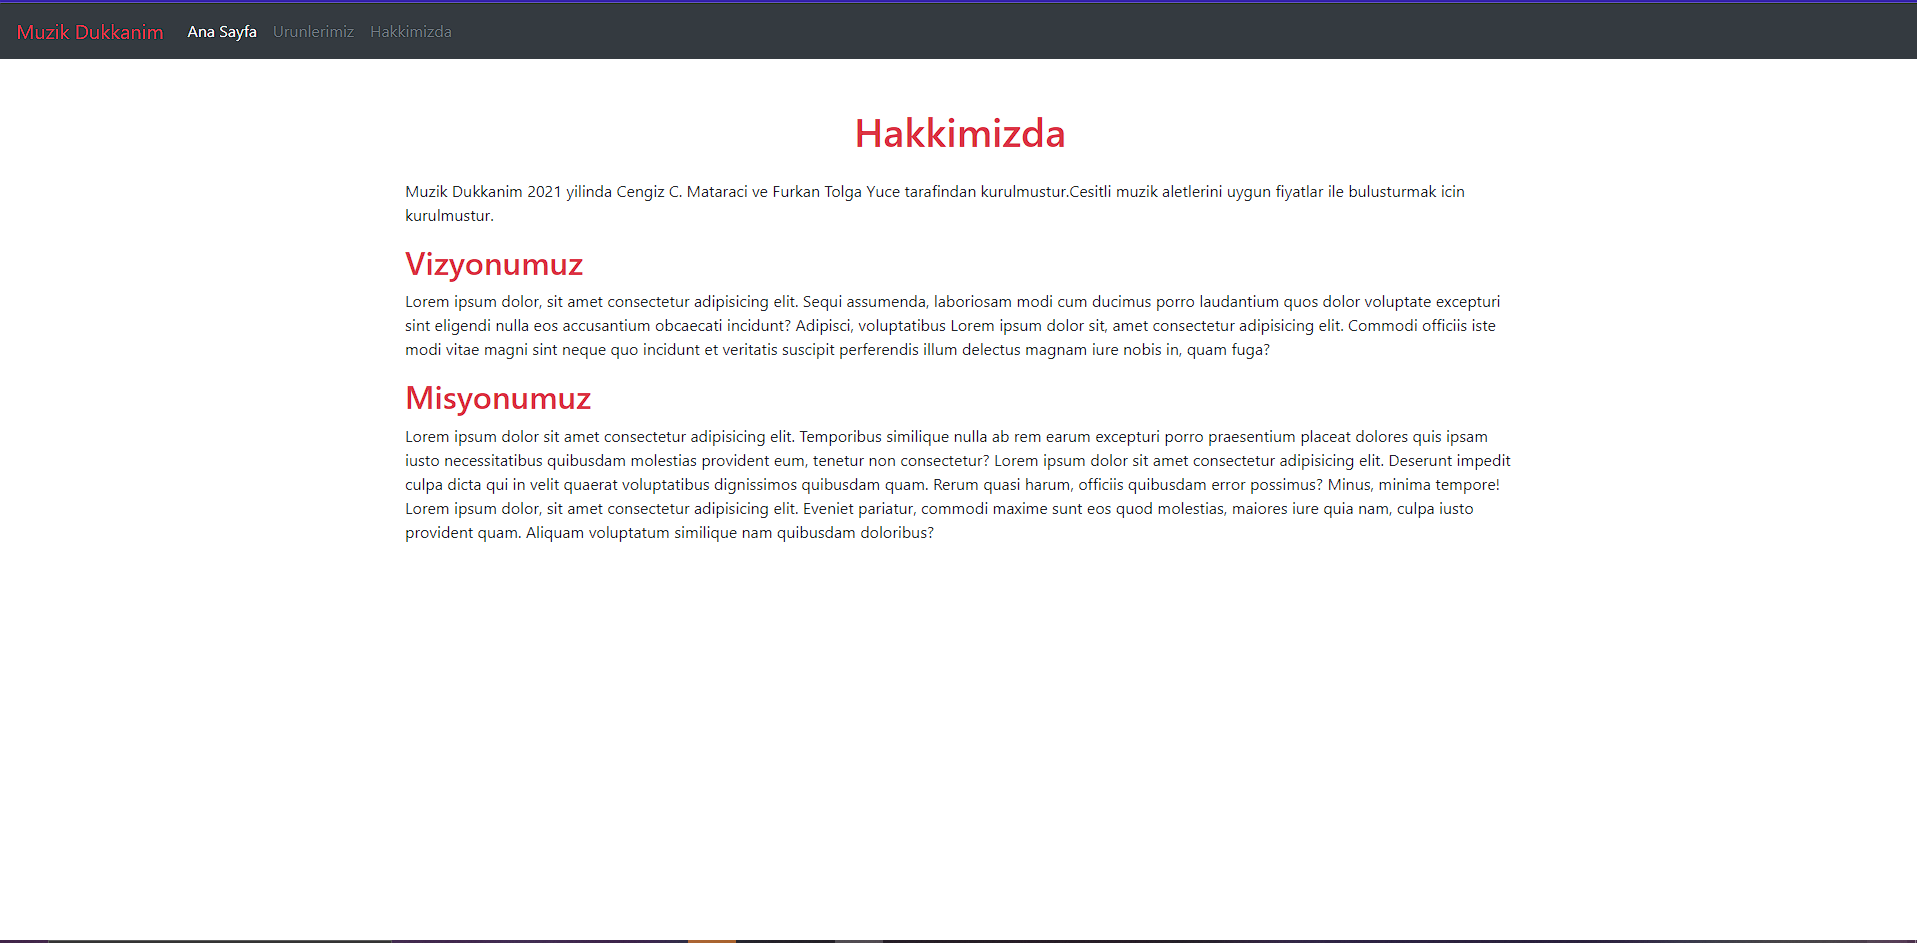 Muzik Dukkanim Ana Sayfa Urunlerimiz Hakkimizda
Hakkimizda
Muzik Dukkanim 2021 yilinda Cengiz C. Mataraci ve Furkan Tolga Yuce tarafindan kurulmustur.Cesitli muzik aletlerini uygun fiyatlar ile bulusturmak icin
kurulmustur.
Vizyonumuz
Lorem ipsum dolor, sit amet consectetur adipisicing elit. Sequi assumenda, laboriosam modi cum ducimus porro laudantium quos dolor voluptate excepturi
sint eligendi nulla eos accusantium obcaecati incidunt? Adipisci, voluptatibus Lorem ipsum dolor sit, amet consectetur adipisicing elit. Commodi officiis iste
modi vitae magni sint neque quo incidunt et veritatis suscipit perferendis illum delectus magnam iure nobis in, quam fuga?
Misyonumuz
Lorem ipsum dolor sit amet consectetur adipisicing elit. Temporibus similique nulla ab rem earum excepturi porro praesentium placeat dolores quis ipsam
iusto necessitatibus quibusdam molestias provident eum, tenetur non consectetur? Lorem ipsum dolor sit amet consectetur adipisicing elit. Deserunt impedit
culpa dicta qui in velit quaerat voluptatibus dignissimos quibusdam quam. Rerum quasi harum, officiis quibusdam error possimus? Minus, minima tempore!
Lorem ipsum dolor, sit amet consectetur adipisicing elit. Eveniet pariatur, commodi maxime sunt eos quod molestias, maiores iure quia nam, culpa iusto
provident quam. Aliquam voluptatum similique nam quibusdam doloribus?